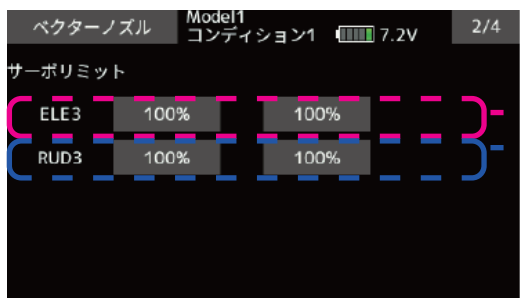 ベクターノズル Model1 2/4
コンディション1 7.2V
サーボリミット
ELE3 100% 100%
RUD3 100% 100%